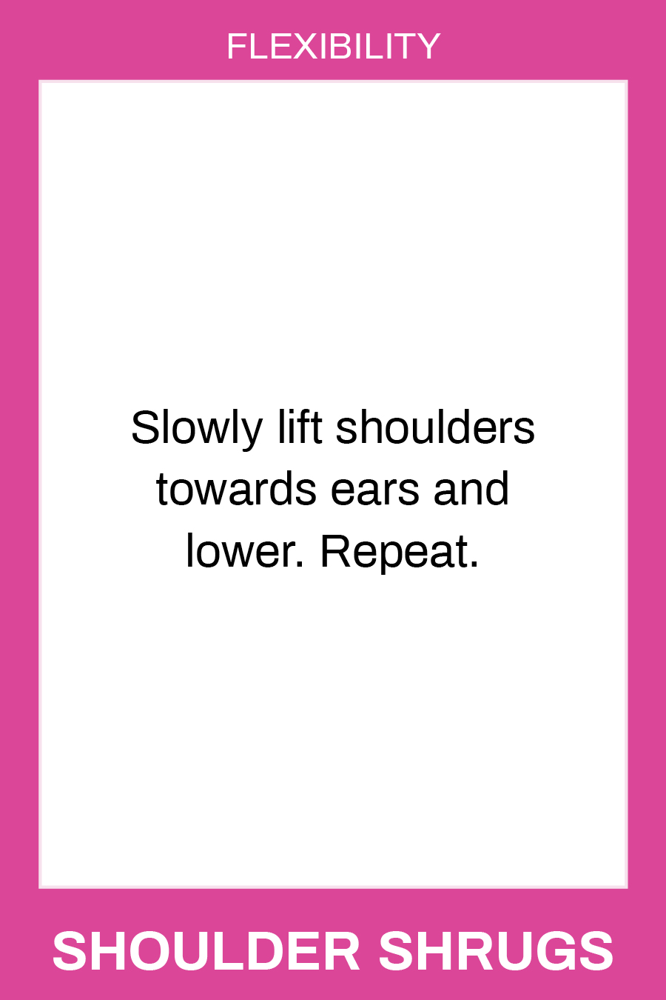 FLEXIBILITY
Slowly lift shoulders
towards ears and
lower. Repeat.
SHOULDER SHRUGS